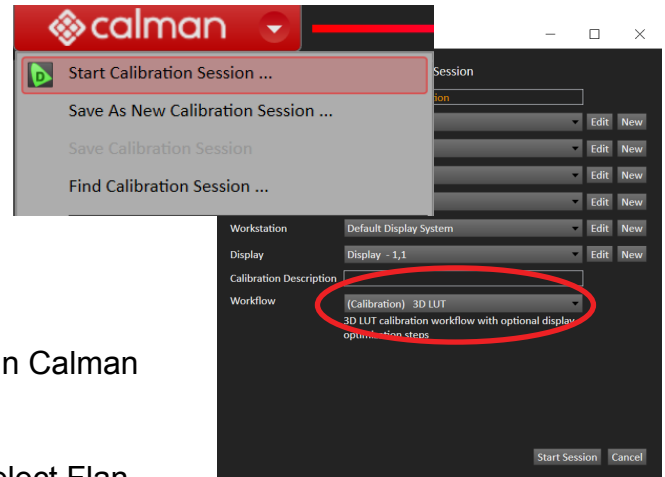 calman
Start Calibration Session ...
Save As New Calibration Session ...
Save Calibration Session
Find Calibration Session ...
Session
Edit New
Edit New
Edit New
Edit New
Workstation Default Display System Edit New
Display Display - 1,1 Edit New
Calibration Description
Workflow (Calibration) 3D LUT
3D LUT calibration workflow with optional display
optimization steps
Start Session Cancel
n Calman